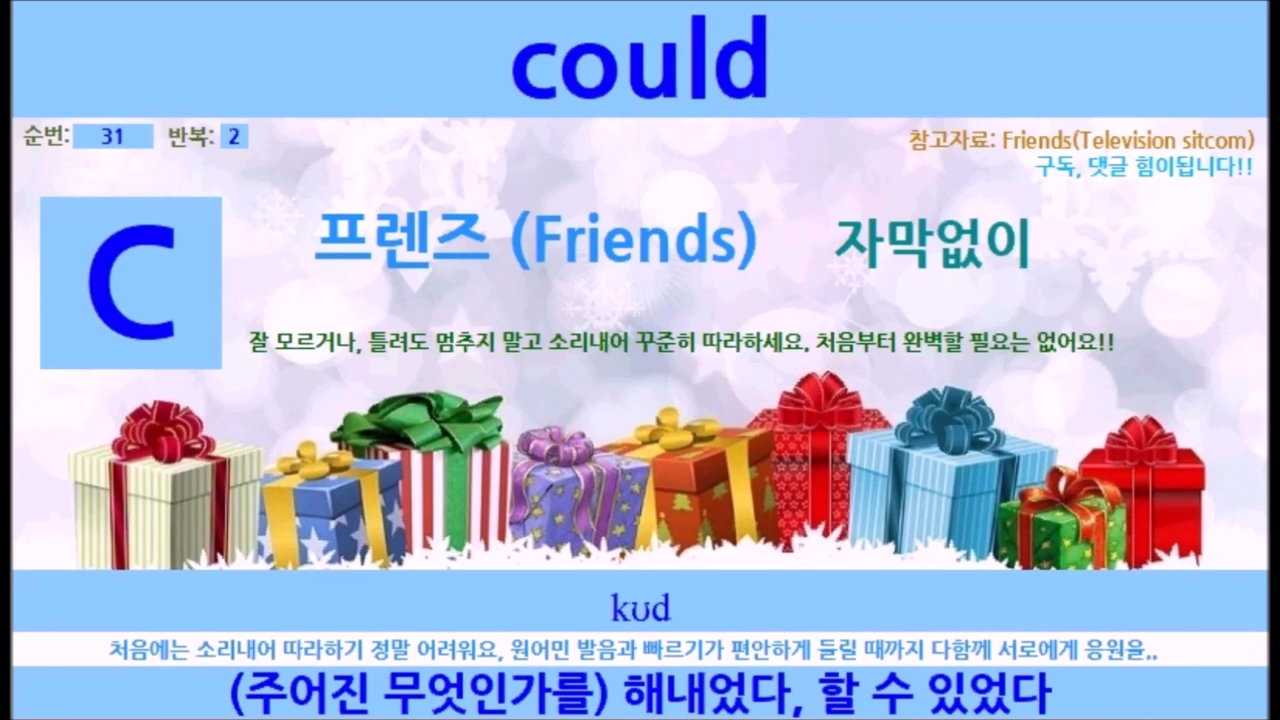 could
순번: 31 반복: 2
참고자료: Friends(Television sitcom)
구독, 댓글 힘이됩니다!!
C
프렌즈 (Friends) 자막없이
잘 모르거나, 틀려도 멈추지 말고 소리내어 꾸준히 따라하세요, 처음부터 완벽할 필요는 없어요!!
kʊd
처음에는 소리내어 따라하기 정말 어려워요, 원어민 발음과 빠르기가 편안하게 들릴 때까지 다함께 서로에게 응원을,,
(주어진 무엇인가를) 해내었다, 할 수 있었다